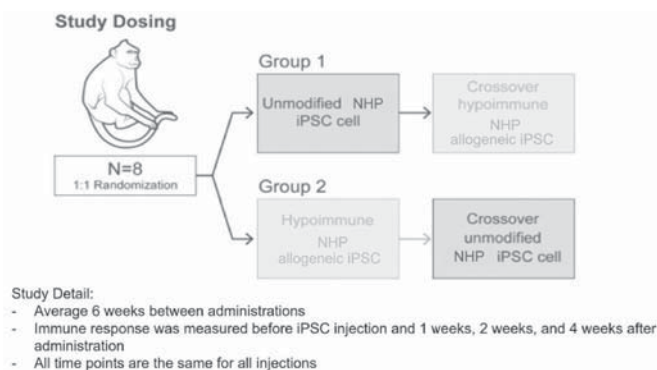 Study Dosing
N=8
1:1 Randomization
Group 1
Unmodified NHP
iPSC cell
Crossover
hypoimmune
NHP
allogeneic iPSC
Group 2
Hypoimmune
NHP
allogeneic iPSC
Crossover
unmodified
NHP iPSC cell
Study Detail:
- Average 6 weeks between administrations
- Immune response was measured before iPSC injection and 1 weeks, 2 weeks, and 4 weeks after
administration
- All time points are the same for all injections